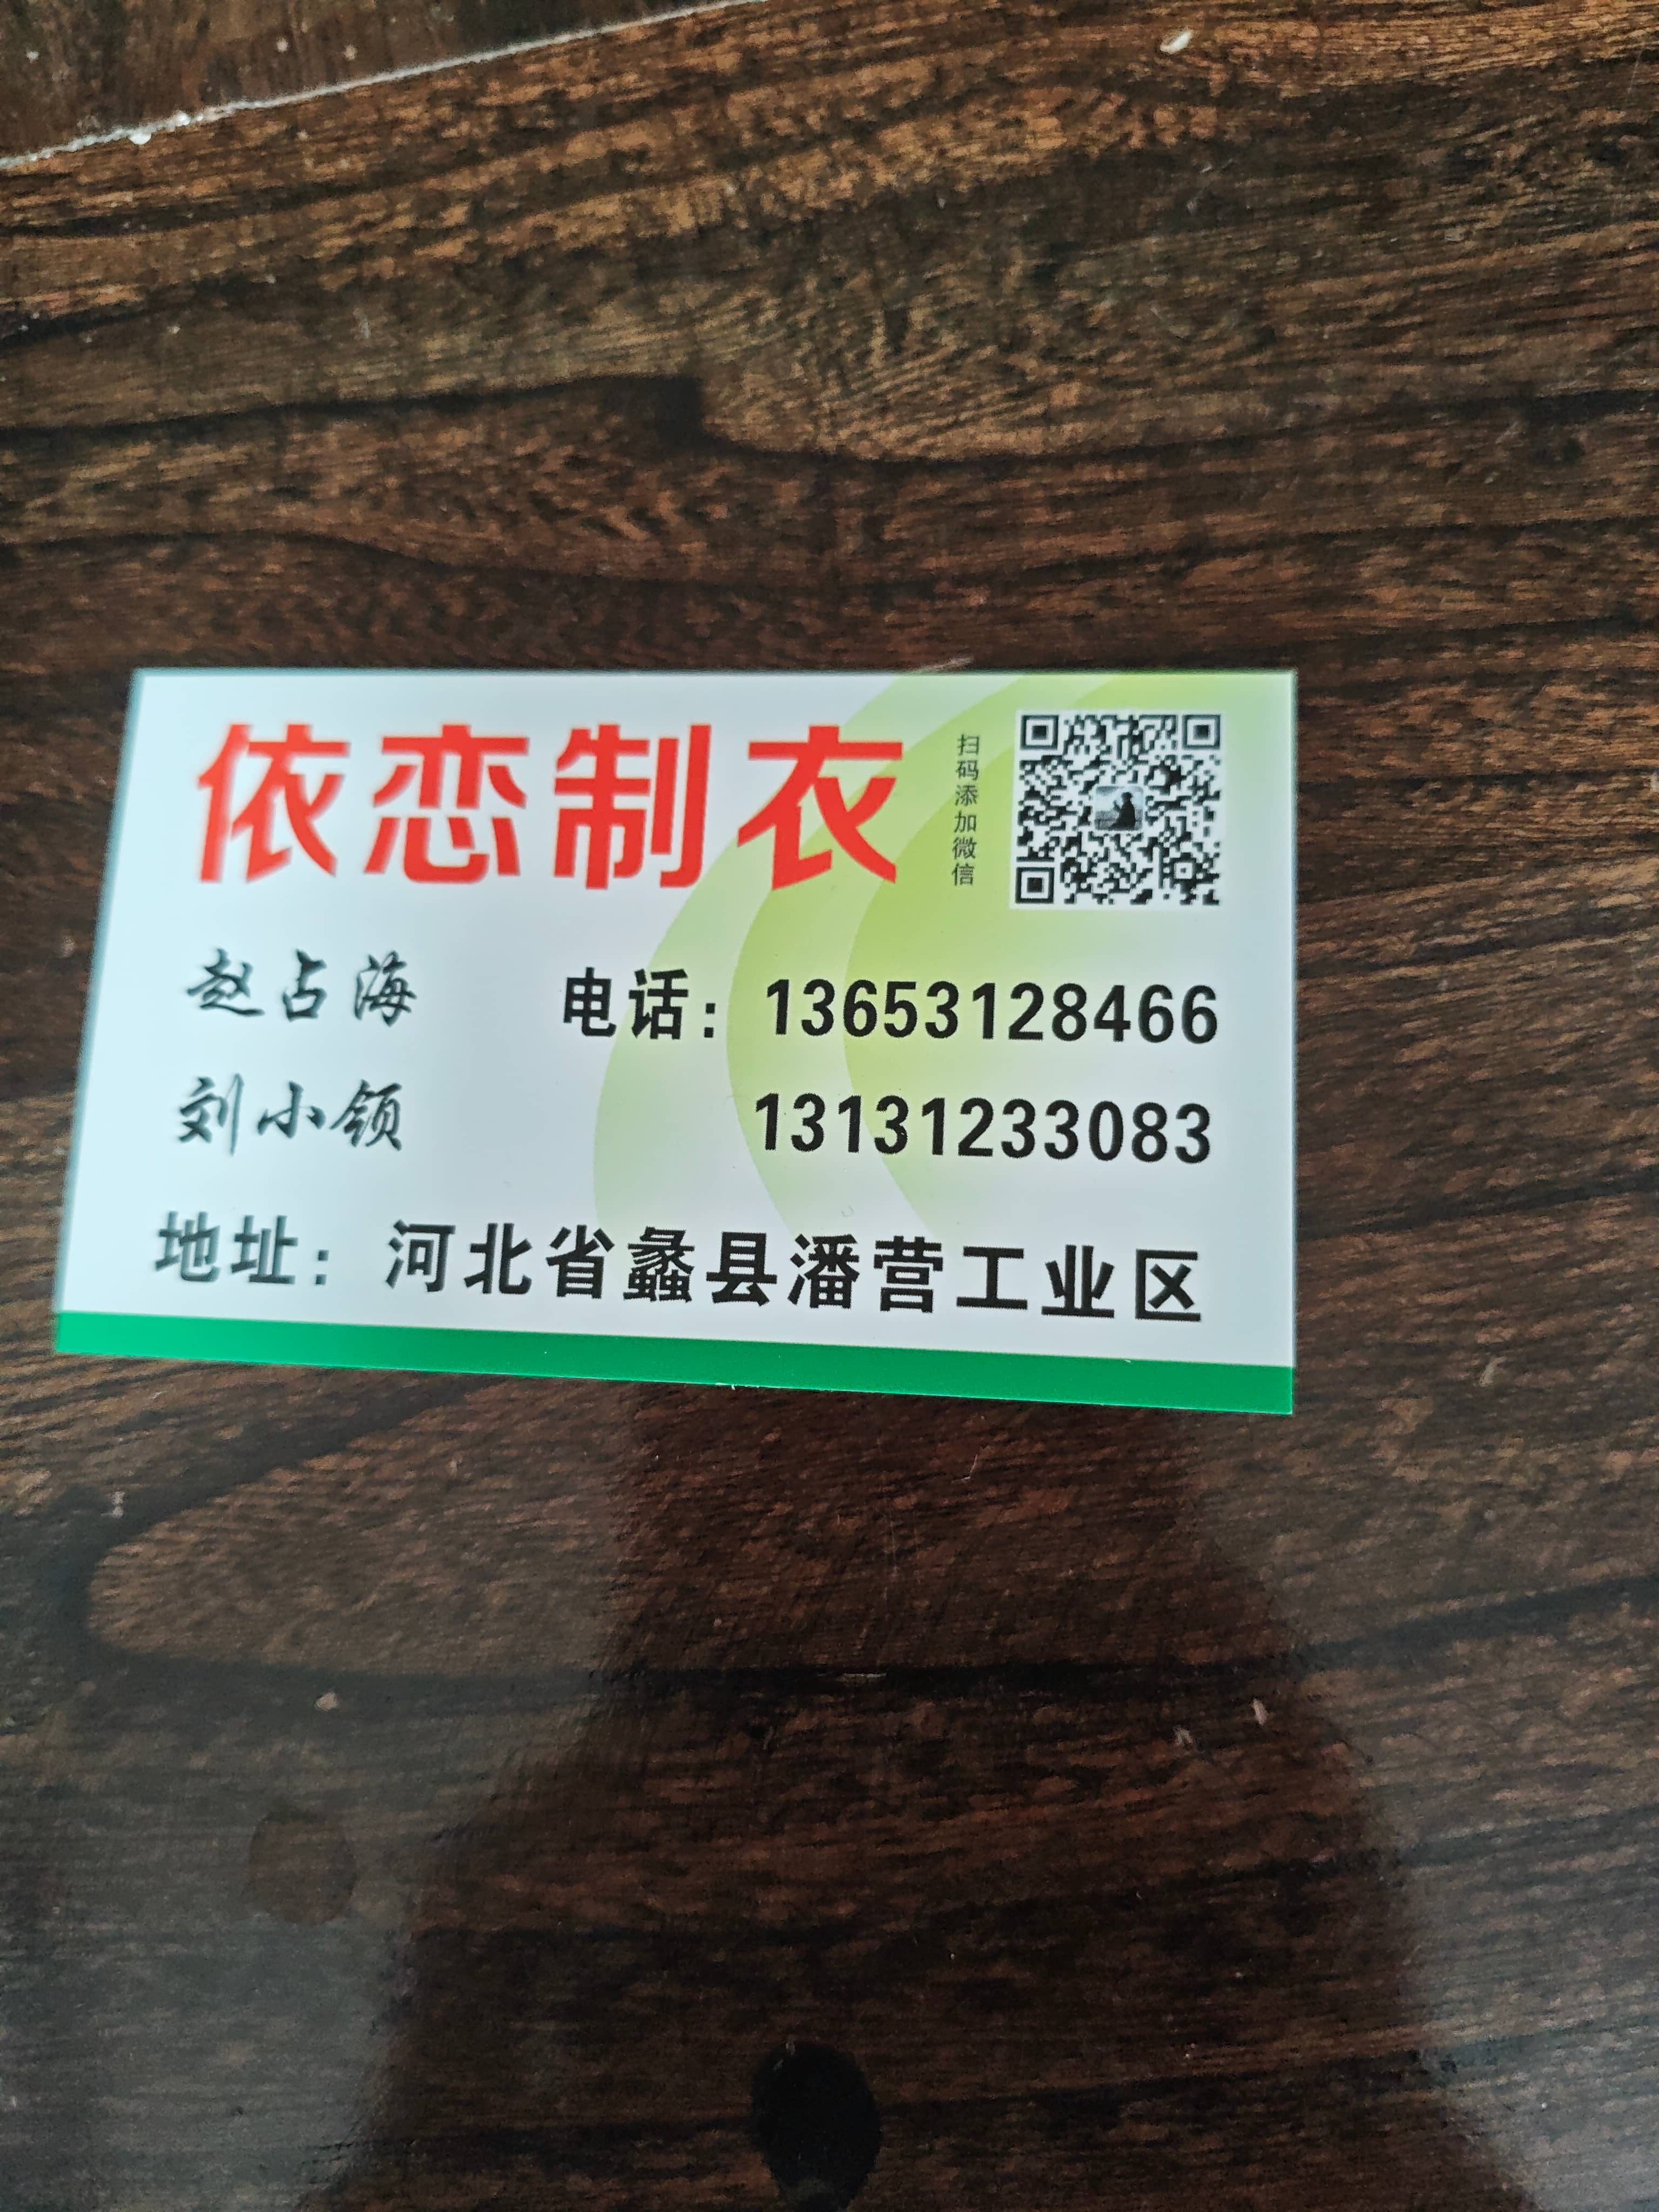 依恋制衣
扫码添加微信
赵占海 电话：13653128466
刘小领 13131233083
地址：河北省蠡县潘营工业区